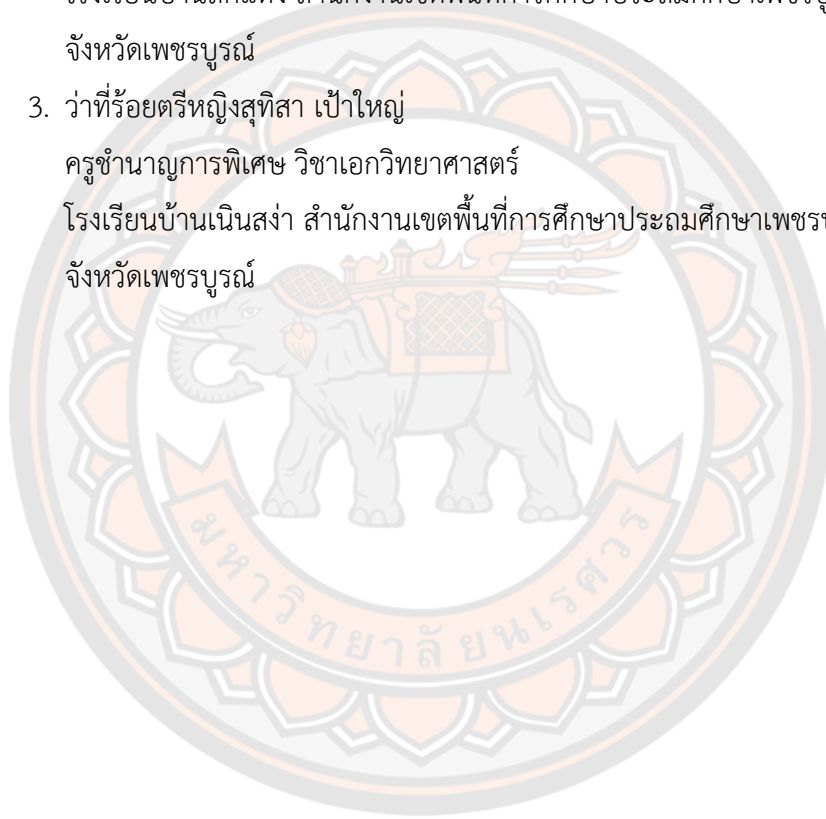 จังหวัดเพชรบูรณ์
3. ว่าที่ร้อยตรีหญิงสุทิสา เป้าใหญ่
ครูชำนาญการพิเศษ วิชาเอกวิทยาศาสตร์
โรงเรียนบ้านเนินสง่า สำนักงานเขตพื้นที่การศึกษาประถมศึกษาเพชรบ
จังหวัดเพชรบูรณ์
มหาวิทยาลัยนเรศวร